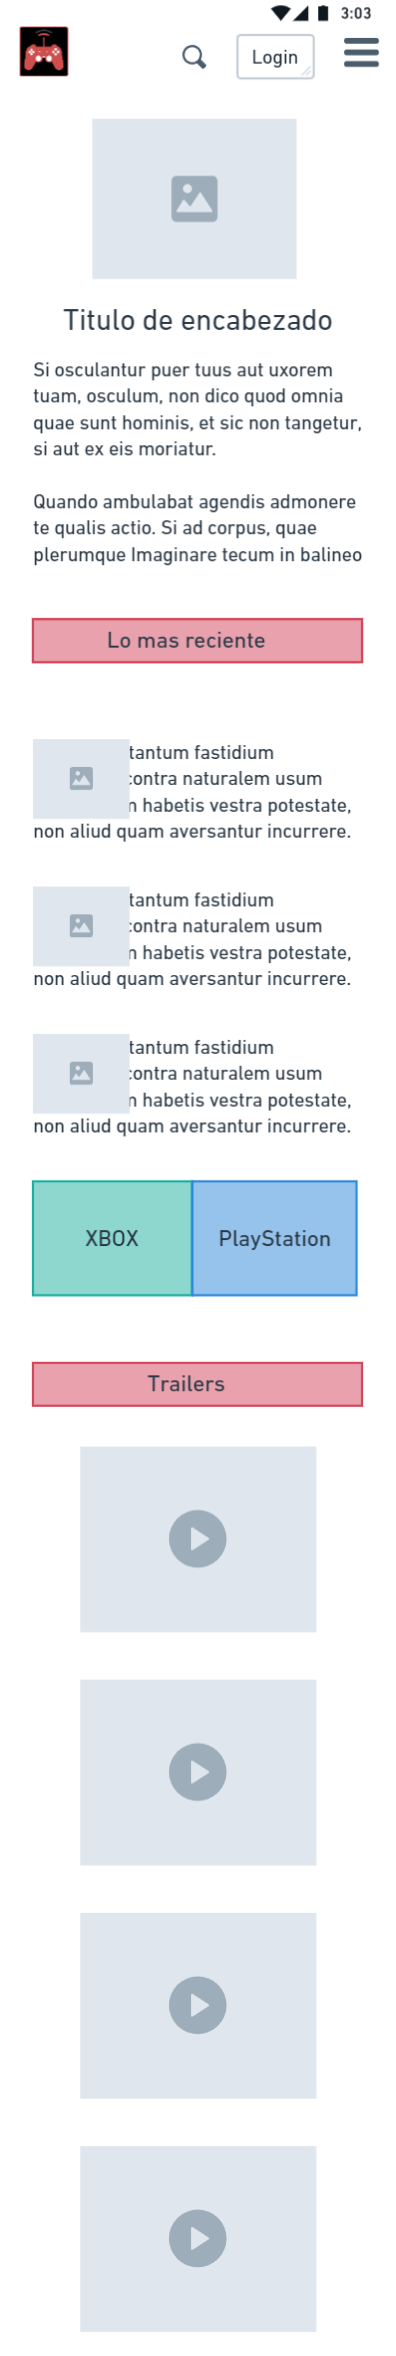 3:03
Login
Titulo de encabezado
Si osculantur puer tuus aut uxorem
tuam, osculum, non dico quod omnia
quae sunt hominis, et sic non tangetur,
si aut ex eis moriatur.
Quando ambulabat agendis admonere
te qualis actio. Si ad corpus, quae
plerumque Imaginare tecum in balineo
Lo mas reciente
tantum fastidium
contra naturalem usum
habetis vestra potestate,
non aliud quam aversantur incurrere.
tantum fastidium
contra naturalem usum
habetis vestra potestate,
non aliud quam aversantur incurrere.
tantum fastidium
contra naturalem usum
habetis vestra potestate,
non aliud quam aversantur incurrere.
XBOX
PlayStation
Trailers